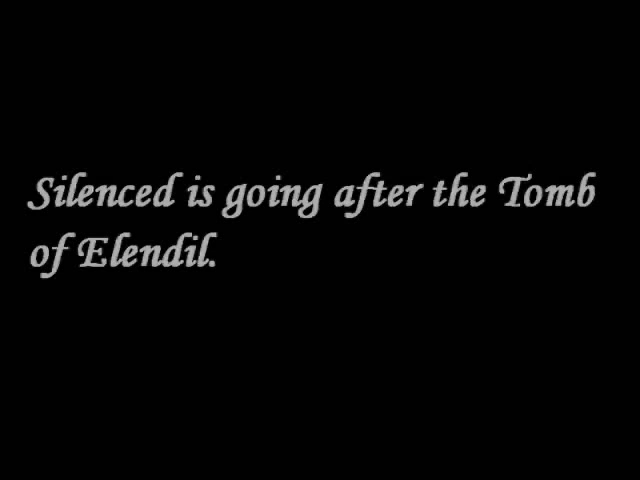 Silenced is going after the Tomb
of Elendil.